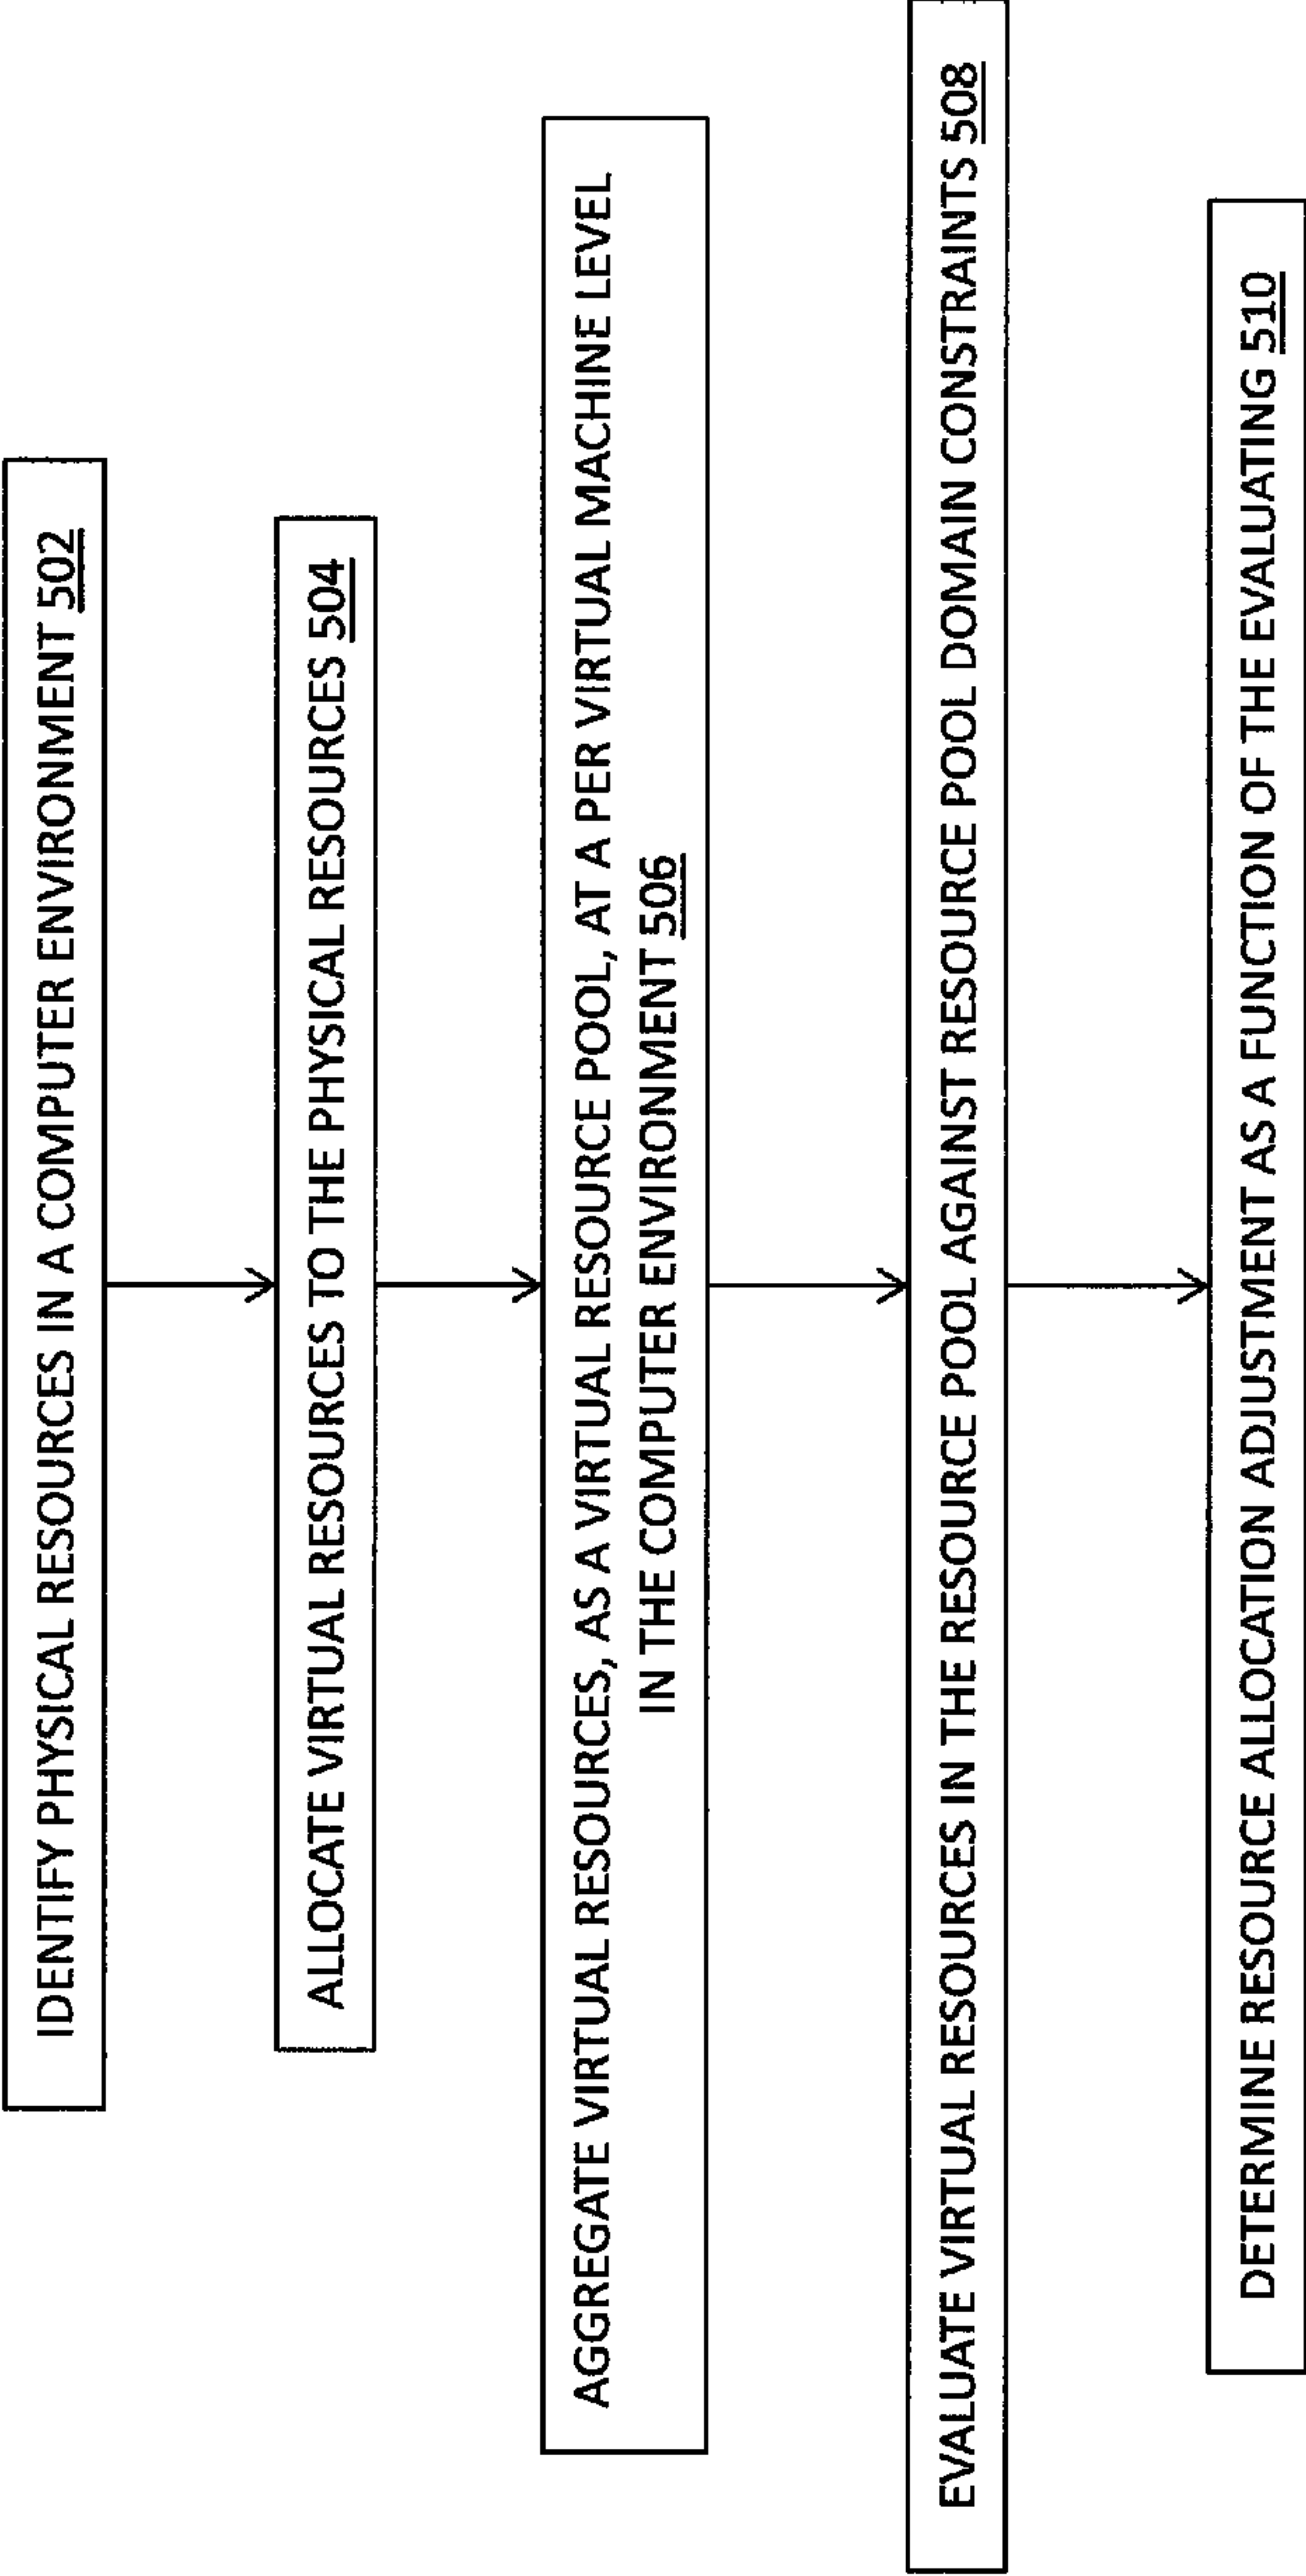 IDENTIFY PHYSICAL RESOURCES IN A COMPUTER ENVIRONMENT 502
ALLOCATE VIRTUAL RESOURCES TO THE PHYSICAL RESOURCES 504
AGGREGATE VIRTUAL RESOURCES, AS A VIRTUAL RESOURCE POOL, AT A PER VIRTUAL MACHINE LEVEL
IN THE COMPUTER ENVIRONMENT 506
EVALUATE VIRTUAL RESOURCES IN THE RESOURCE POOL AGAINST RESOURCE POOL DOMAIN CONSTRAINTS 508
DETERMINE RESOURCE ALLOCATION ADJUSTMENT AS A FUNCTION OF THE EVALUATING 510